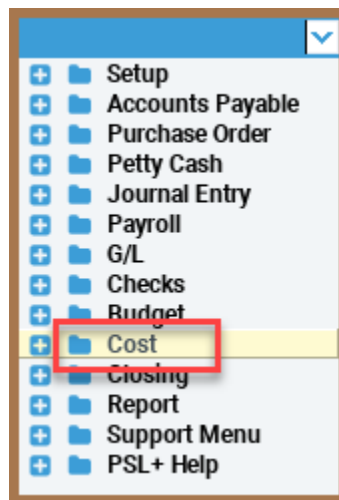 Setup
Accounts Payable
Purchase Order
Petty Cash
Journal Entry
Payroll
G/L
Checks
Budget
Cost
Closing
Report
Support Menu
PSL+ Help